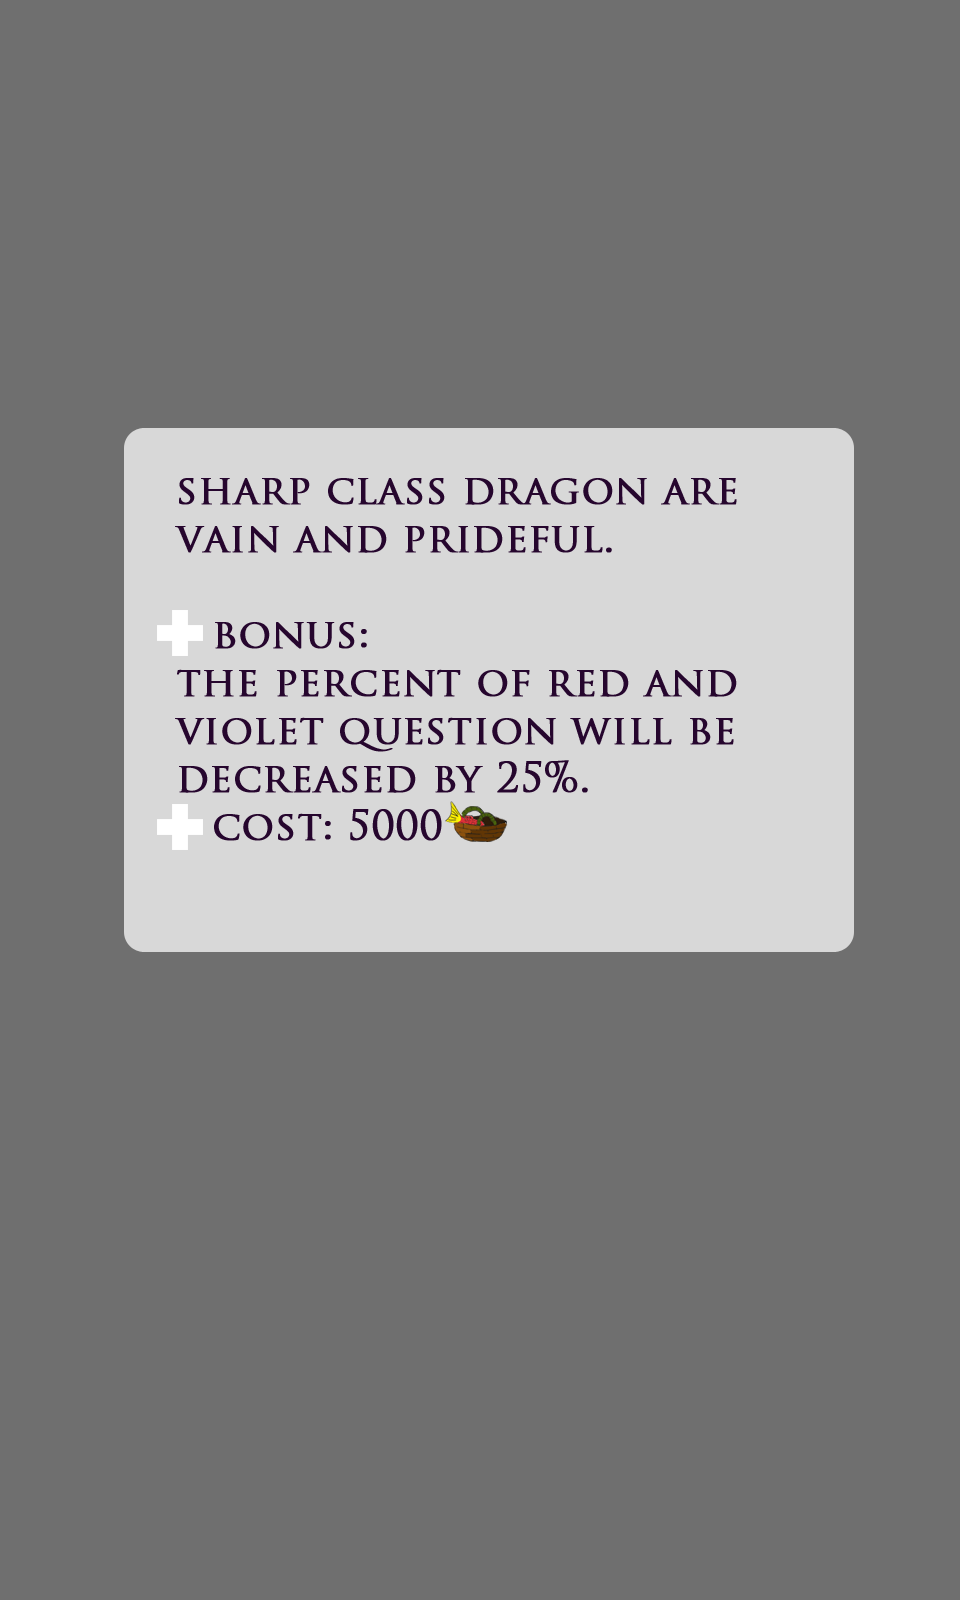 SHARP CLASS DRAGON ARE
VAIN AND PRIDEFUL.
BONUS:
THE PERCENT OF RED AND
VIOLET QUESTION WILL BE
DECREASED BY 25%.
COST: 5000